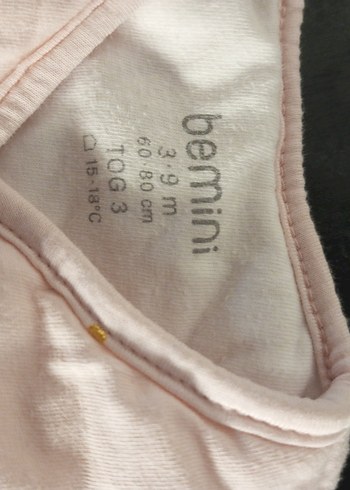 bemini
3-9 m
60-80 cm
TOG 3
15-18°C